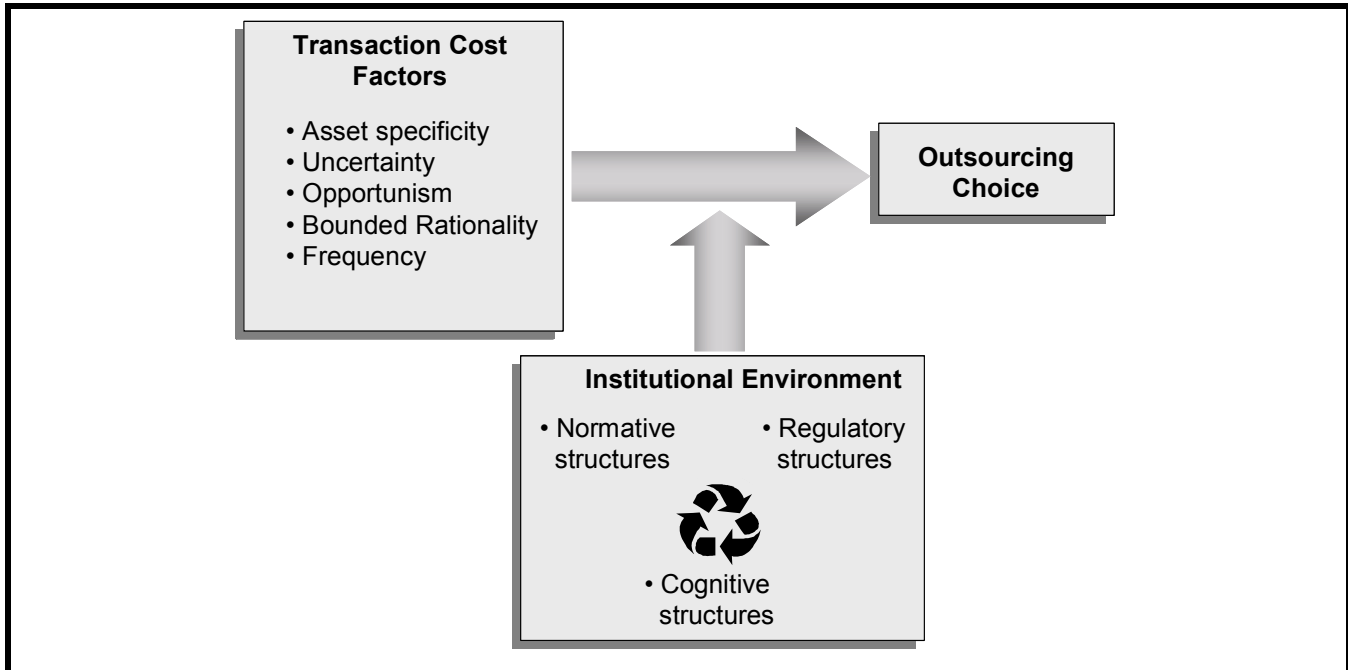 Transaction Cost
Factors
• Asset specificity
• Uncertainty
• Opportunism
• Bounded Rationality
• Frequency
Outsourcing
Choice
Institutional Environment
• Normative
structures
• Regulatory
structures
• Cognitive
structures